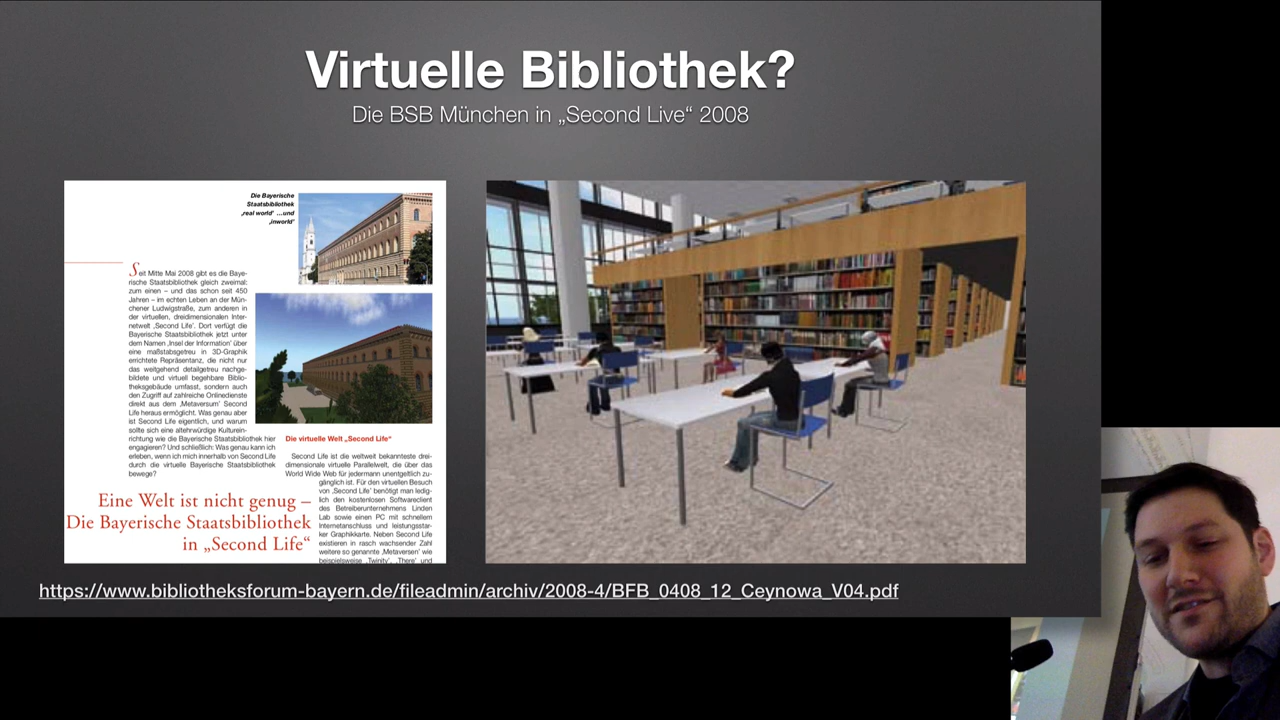 Virtuelle Bibliothek?
Die BSB München in „Second Live“ 2008
Die Bayerische
Staatsbibliothek
‚real world‘ ...und
‚inworld‘
Seit Mitte Mai 2008 gibt es die Baye-
rische Staatsbibliothek gleich zweimal:
zum einen – und das schon seit 450
Jahren – im echten Leben an der Mün-
chener Ludwigstraße, zum anderen in
der virtuellen, dreidimensionalen Inter-
netwelt ‚Second Life‘. Dort verfügt die
Bayerische Staatsbibliothek jetzt unter
dem Namen ‚Insel der Information‘ über
eine maßstabsgetreu in 3D-Graphik
errichtete Repräsentanz, die nicht nur
das weitgehend detailgetreu nachge-
bildete und virtuell begehbare Biblio-
theksgebäude umfasst, sondern auch
den Zugriff auf zahlreiche Onlinedienste
direkt aus dem ‚Metaversum‘ Second
Life heraus ermöglicht. Was genau aber
ist Second Life eigentlich, und warum
sollte sich eine altehrwürdige Kulturein-
richtung wie die Bayerische Staatsbibliothek hier
engagieren? Und schließlich: Was genau kann ich
erleben, wenn ich mich innerhalb von Second Life
durch die virtuelle Bayerische Staatsbibliothek
bewege?
Eine Welt ist nicht genug –
Die Bayerische Staatsbibliothek
in „Second Life“
Die virtuelle Welt „Second Life“
Second Life ist die weltweit bekannteste drei-
dimensionale virtuelle Parallelwelt, die über das
World Wide Web für jedermann unentgeltlich zu-
gänglich ist. Für den virtuellen Besuch
von ‚Second Life‘ benötigt man ledig-
lich den kostenlosen Softwareclient
des Betreiberunternehmens Linden
Lab sowie einen PC mit schnellem
Internetanschluss und leistungsstar-
ker Graphikkarte. Neben Second Life
existieren in rasch wachsender Zahl
weitere so genannte ‚Metaversen‘ wie
beispielsweise ‚Twinity‘, ‚There‘ und
https://www.bibliotheksforum-bayern.de/fileadmin/archiv/2008-4/BFB_0408_12_Ceynowa_V04.pdf